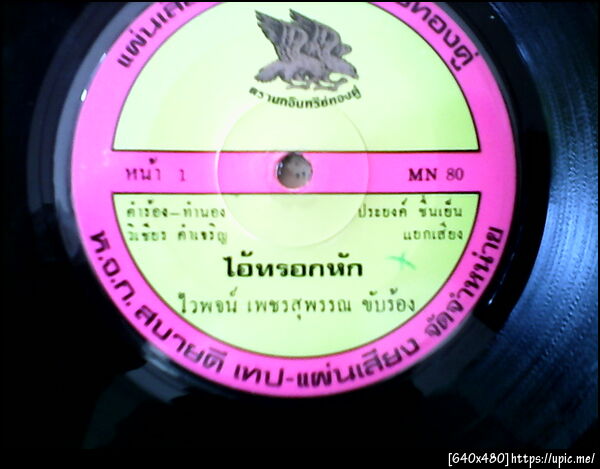 แผ่นเสียง
ทองคู่
ตรานกอินทรีย์ทองคู่
หน้า 1
MN 80
คำร้อง-ทำนอง
ประยงค์ ชื่นเย็น
วิเชียร คำเจริญ
แยกเสียง
ไอ้ทรอกหัก
ไวพจน์ เพชรสุพรรณ ขับร้อง
ห.จ.ก. สบายดี เทป-แผ่นเสียง จัดจำหน่าย
[640x480]https://upic.me/